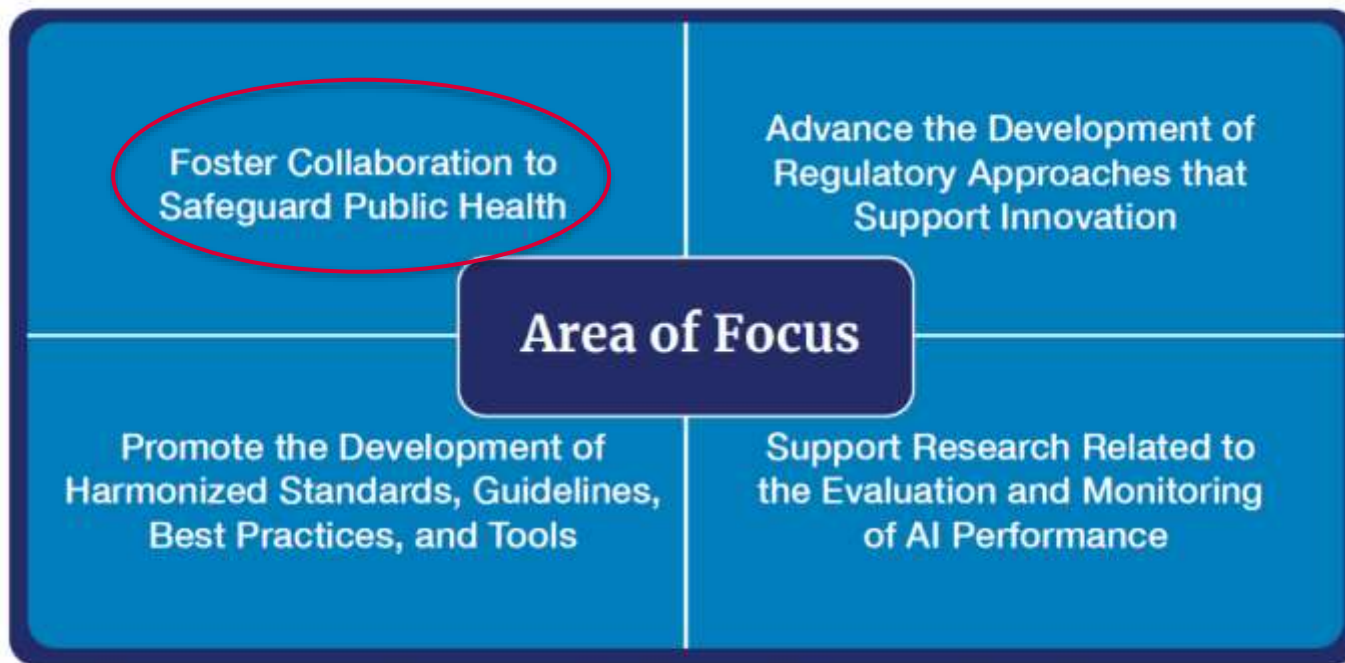 Foster Collaboration to
Safeguard Public Health
Advance the Development of
Regulatory Approaches that
Support Innovation
Area of Focus
Promote the Development of
Harmonized Standards, Guidelines,
Best Practices, and Tools
Support Research Related to
the Evaluation and Monitoring
of AI Performance